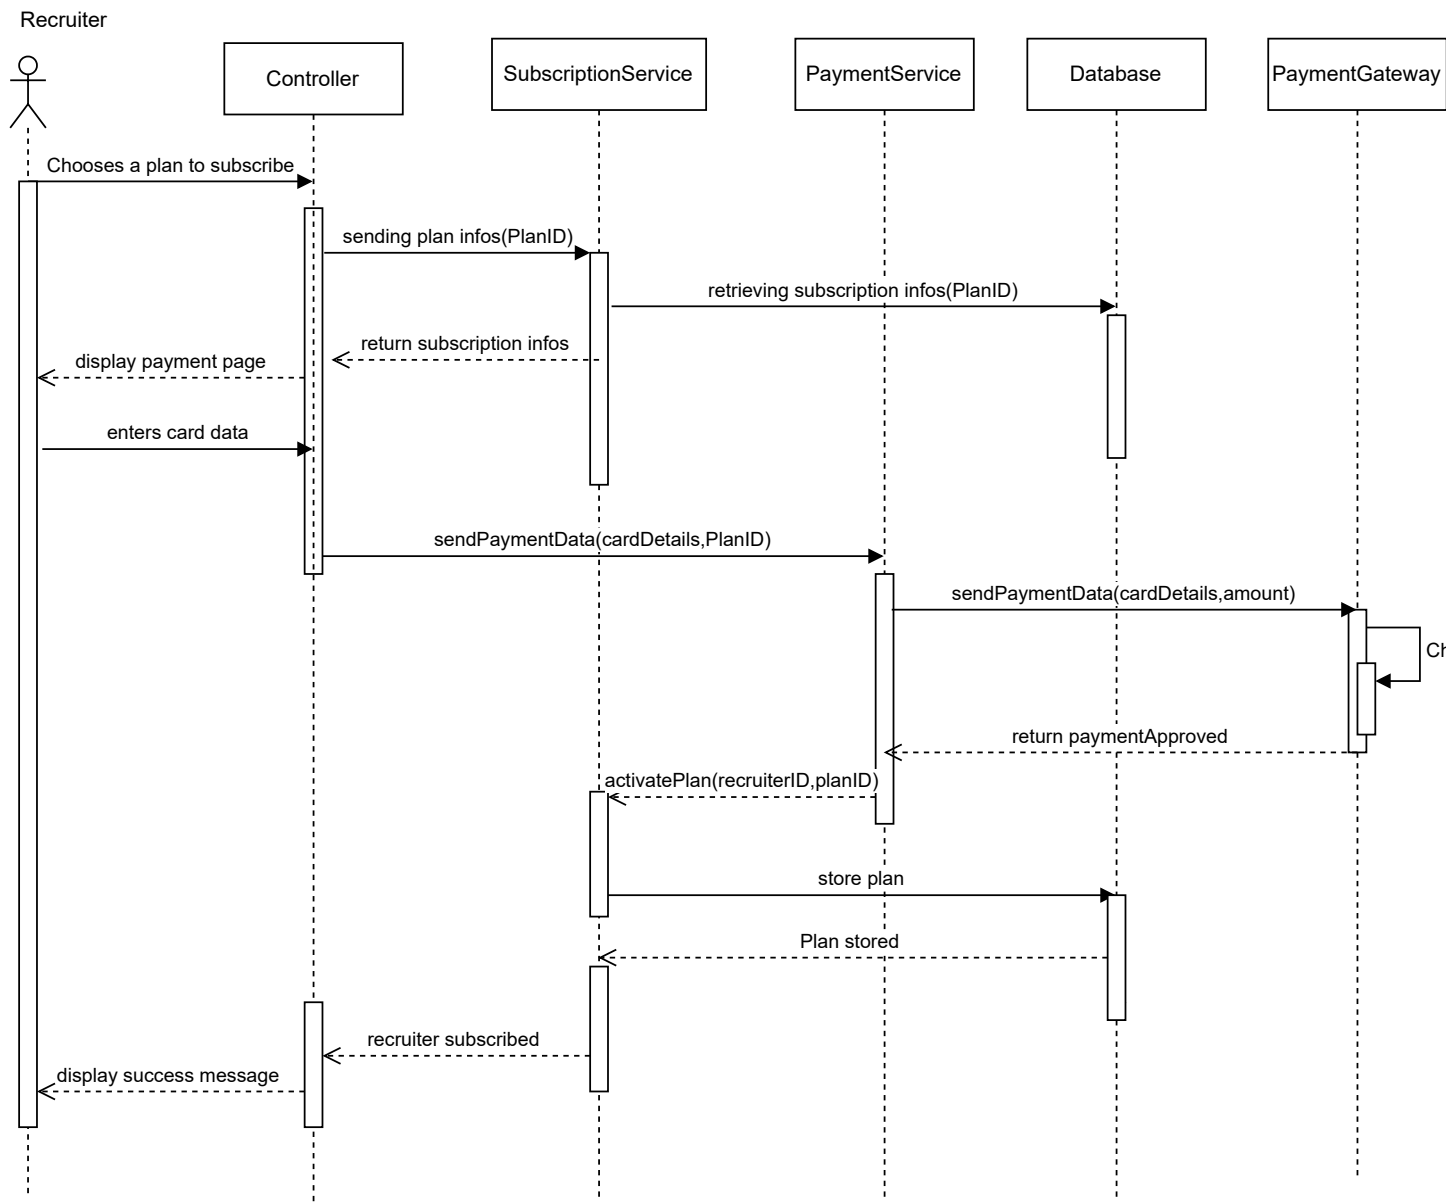 Recruiter
Controller
SubscriptionService
PaymentService
Database
PaymentGateway
Chooses a plan to subscribe
sending plan infos(PlanID)
retrieving subscription infos(PlanID)
return subscription infos
display payment page
enters card data
sendPaymentData(cardDetails,PlanID)
sendPaymentData(cardDetails,amount)
return paymentApproved
activatePlan(recruiterID,planID)
store plan
Plan stored
recruiter subscribed
display success message